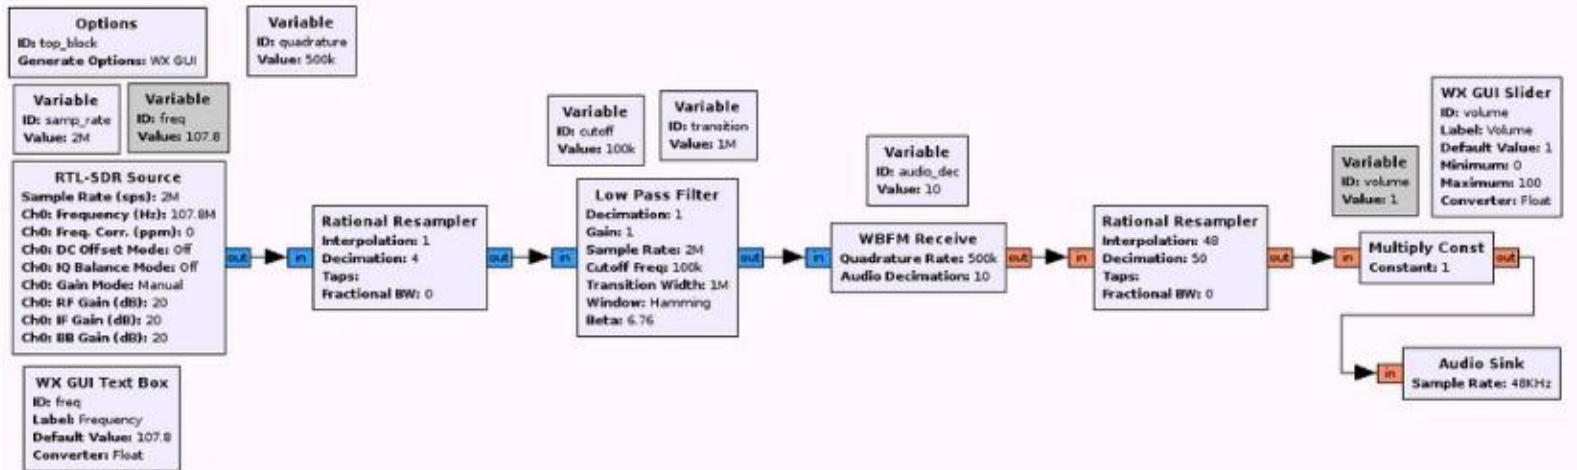 Options
ID: top_block
Generate Options: WX GUI
Variable
ID: quadrature
Value: 500k
Variable
ID: samp_rate
Value: 2M
Variable
ID: freq
Value: 107.8
RTL-SDR Source
Sample Rate (sps): 2M
Ch0: Frequency (Hz): 107.8M
Ch0: Freq. Corr. (ppm): 0
Ch0: DC Offset Mode: Off
Ch0: IQ Balance Mode: Off
Ch0: Gain Mode: Manual
Ch0: RF Gain (dB): 20
Ch0: IF Gain (dB): 20
Ch0: BB Gain (dB): 20
out
WX GUI Text Box
ID: freq
Label: Frequency
Default Value: 107.8
Converter: Float
in
Rational Resampler
Interpolation: 1
Decimation: 4
Taps:
Fractional BW: 0
out
Variable
ID: cutoff
Value: 100k
Variable
ID: transition
Value: 1M
in
Low Pass Filter
Decimation: 1
Gain: 1
Sample Rate: 2M
Cutoff Freq: 100k
Transition Width: 1M
Window: Hamming
Beta: 6.76
out
Variable
ID: audio_dec
Value: 10
in
WBFM Receive
Quadrature Rate: 500k
Audio Decimation: 10
out
in
Rational Resampler
Interpolation: 48
Decimation: 50
Taps:
Fractional BW: 0
out
Variable
ID: volume
Value: 1
WX GUI Slider
ID: volume
Label: Volume
Default Value: 1
Minimum: 0
Maximum: 100
Converter: Float
in
Multiply Const
Constant: 1
out
in
Audio Sink
Sample Rate: 48KHz